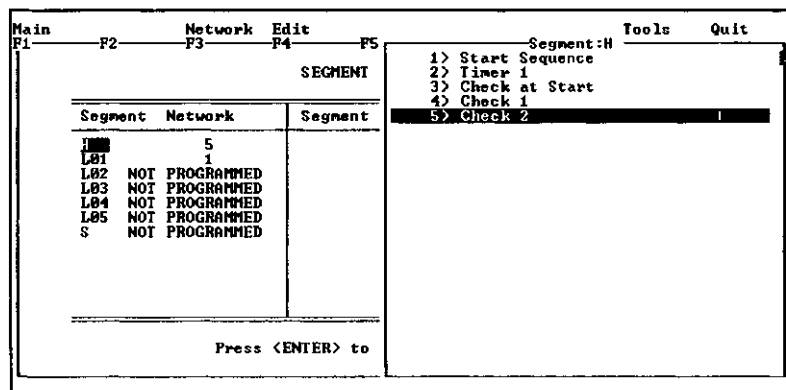 Main Network Edit Tools Quit
F1 F2 F3 F4 F5
Segment:H
1> Start Sequence
2> Timer 1
3> Check at Start
4> Check 1
5> Check 2
SEGMENT
Segment Network Segment
5
L01 1
L02 NOT PROGRAMMED
L03 NOT PROGRAMMED
L04 NOT PROGRAMMED
L05 NOT PROGRAMMED
S NOT PROGRAMMED
Press <ENTER> to